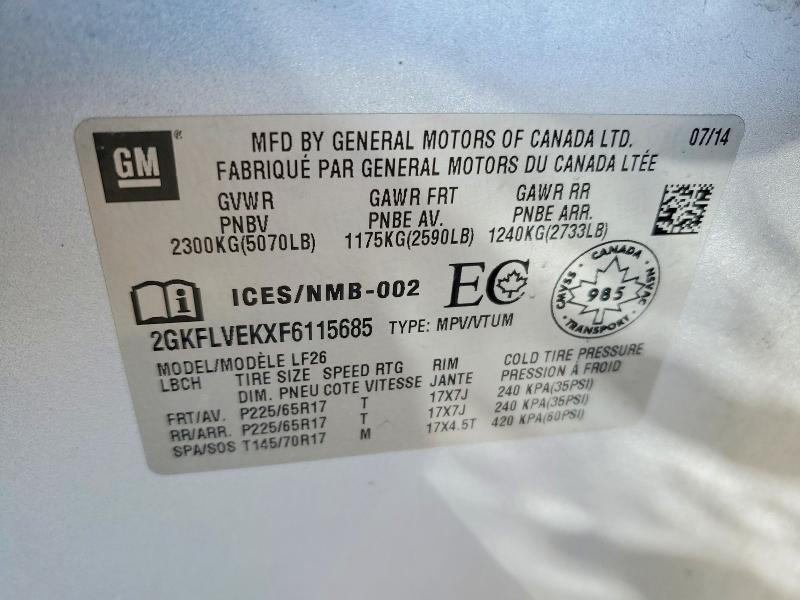 GM®
MFD BY GENERAL MOTORS OF CANADA LTD. 07/14
FABRIQUÉ PAR GENERAL MOTORS DU CANADA LTÉE
GVWR GAWR FRT GAWR RR
PNBV PNBE AV. PNBE ARR.
2300KG(5070LB) 1175KG(2590LB) 1240KG(2733LB)
i ICES/NMB-002 EC
CANADA
CMVSS 985 NSVAC
TRANSPORT
2GKFLVEKXF6115685 TYPE: MPV/VTUM
MODEL/MODÈLE LF26
LBCH TIRE SIZE SPEED RTG RIM COLD TIRE PRESSURE
DIM. PNEU COTE VITESSE JANTE PRESSION À FROID
FRT/AV. P225/65R17 T 17X7J 240 KPA(35PSI)
RR/ARR. P225/65R17 T 17X7J 240 KPA(35PSI)
SPA/SOS T145/70R17 M 17X4.5T 420 KPA(60PSI)